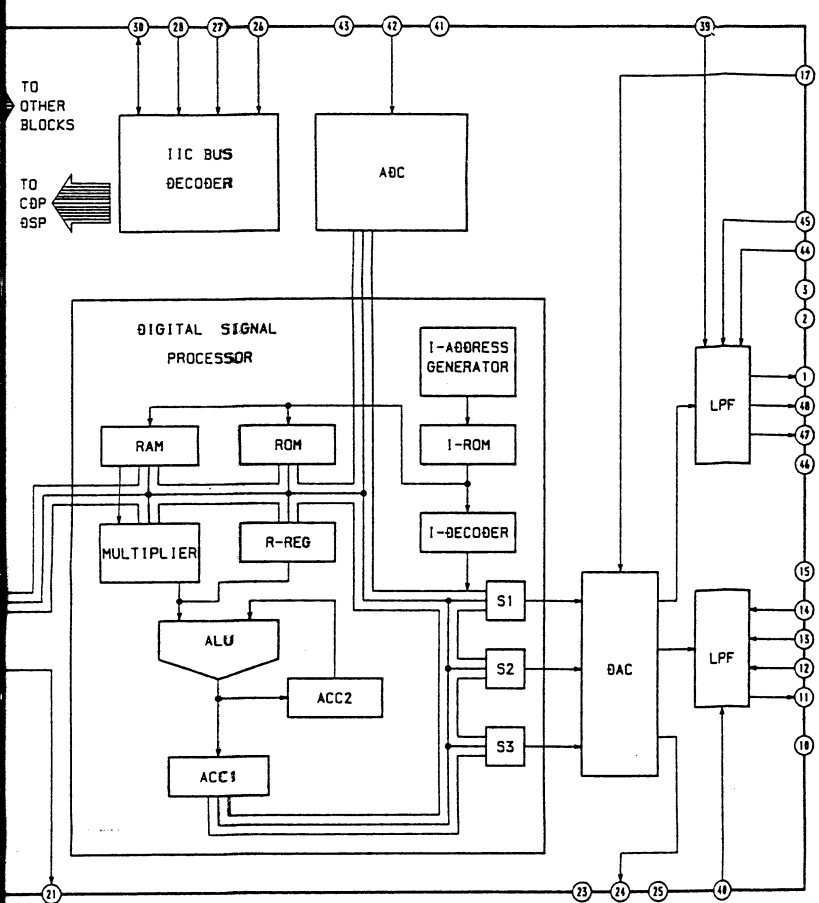 30 28 27 26 43 42 41 39
17
TO
OTHER
BLOCKS
IIC BUS
DECODER
ADC
TO
CDP
DSP
45
44
3
2
DIGITAL SIGNAL
PROCESSOR
I-ADDRESS
GENERATOR
LPF
1
48
47
46
RAM
ROM
I-ROM
MULTIPLIER
R-REG
I-DECODER
15
S1
14
ALU
DAC
LPF
13
S2
12
ACC2
11
S3
10
ACC1
21 23 24 25 40